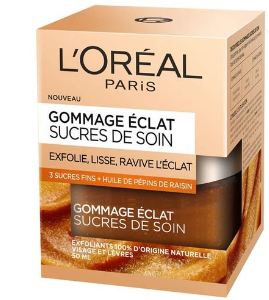 L'ORÉAL
PARIS
NOUVEAU
GOMMAGE ÉCLAT
SUCRES DE SOIN
EXFOLIE, LISSE, RAVIVE L'ÉCLAT
3 SUCRES FINS + HUILE DE PÉPINS DE RAISIN
GOMMAGE ÉCLAT
SUCRES DE SOIN
EXFOLIANTS 100% D'ORIGINE NATURELLE
VISAGE ET LÈVRES
50 ML